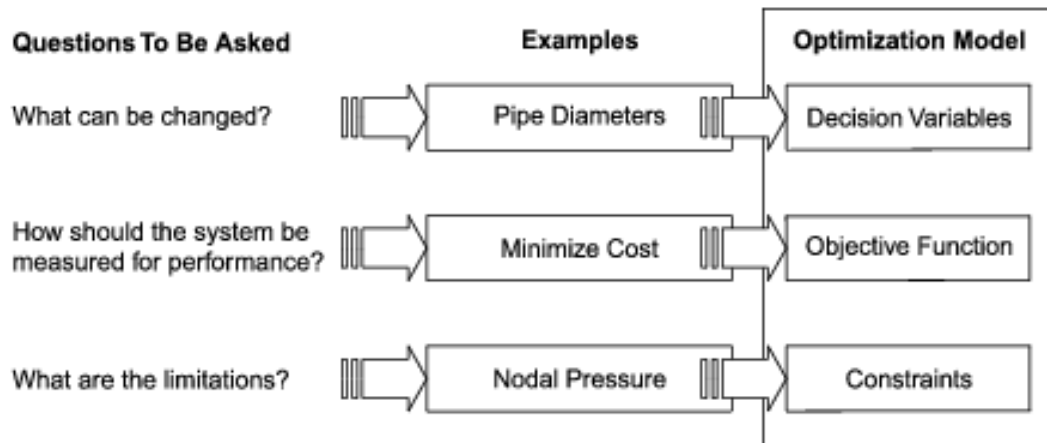 Questions To Be Asked
Examples
Optimization Model
What can be changed?
Pipe Diameters
Decision Variables
How should the system be
measured for performance?
Minimize Cost
Objective Function
What are the limitations?
Nodal Pressure
Constraints